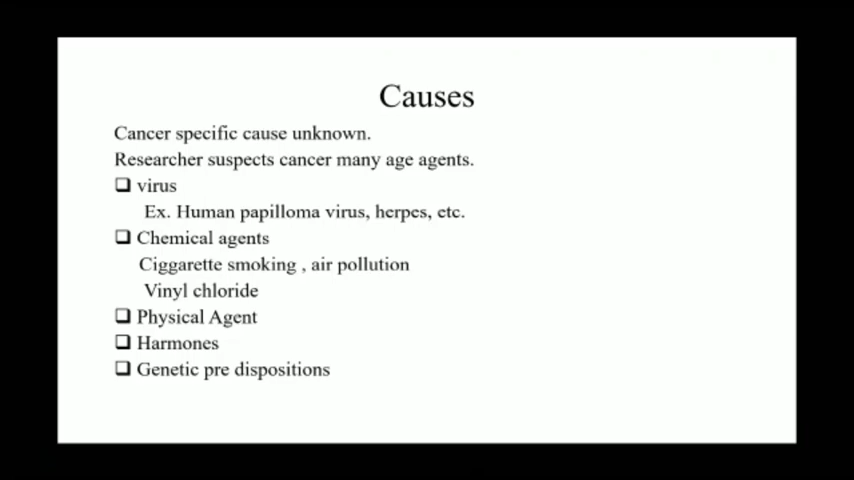 Causes
Cancer specific cause unknown.
Researcher suspects cancer many age agents.
❑ virus
Ex. Human papilloma virus, herpes, etc.
❑ Chemical agents
Ciggarette smoking , air pollution
Vinyl chloride
❑ Physical Agent
❑ Harmones
❑ Genetic pre dispositions